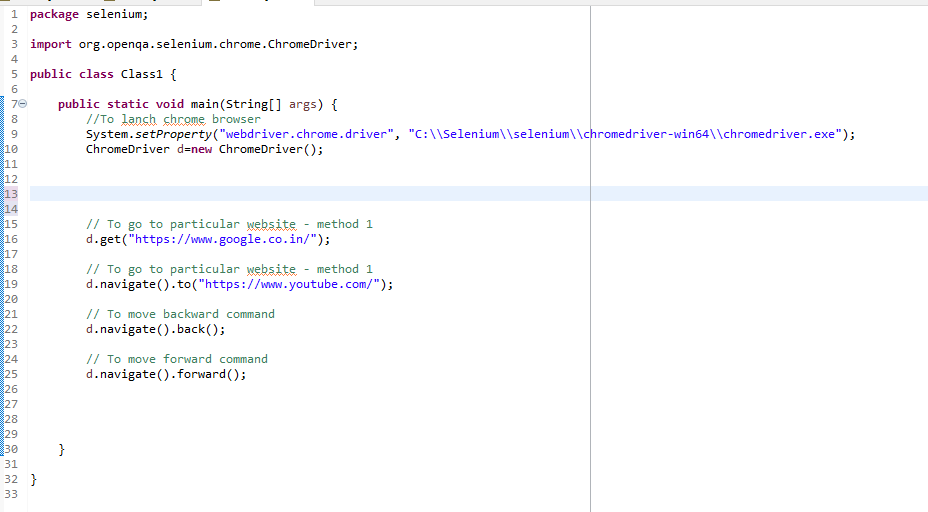 1 package selenium;
2
3 import org.openqa.selenium.chrome.ChromeDriver;
4
5 public class Class1 {
6
7 public static void main(String[] args) {
8 //To lanch chrome browser
9 System.setProperty("webdriver.chrome.driver", "C:\\Selenium\\selenium\\chromedriver-win64\\chromedriver.exe");
10 ChromeDriver d=new ChromeDriver();
11
12
13
14
15 // To go to particular website - method 1
16 d.get("https://www.google.co.in/");
17
18 // To go to particular website - method 1
19 d.navigate().to("https://www.youtube.com/");
20
21 // To move backward command
22 d.navigate().back();
23
24 // To move forward command
25 d.navigate().forward();
26
27
28
29
30 }
31
32 }
33